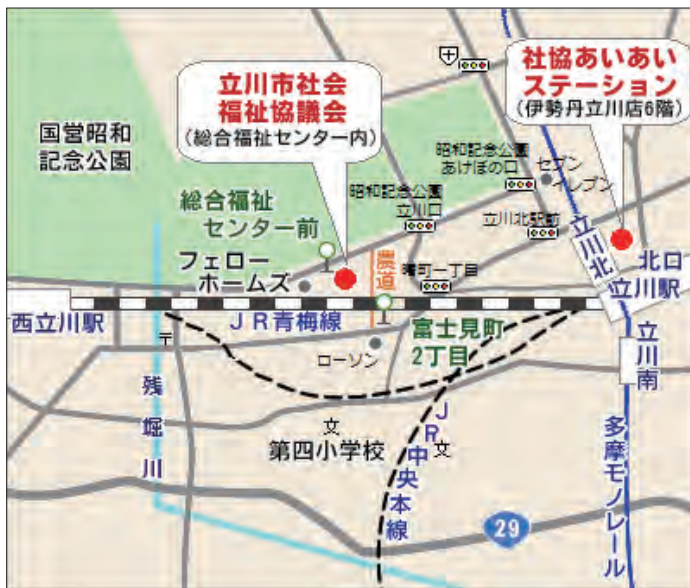 立川市社会
福祉協議会
(総合福祉センター内)
社協あいあい
ステーション
(伊勢丹立川店6階)
国営昭和
記念公園
昭和記念公園
あけぼの口
セブン
イレブン
昭和記念公園
立川口
立川北駅前
総合福祉
センター前
フェロー
ホームズ
農道
曙町一丁目
立川北
北口
立川駅
西立川駅
JR青梅線
富士見町
2丁目
ローソン
立川南
残堀川
文
第四小学校
文
JR中央本線
29
多摩モノレール